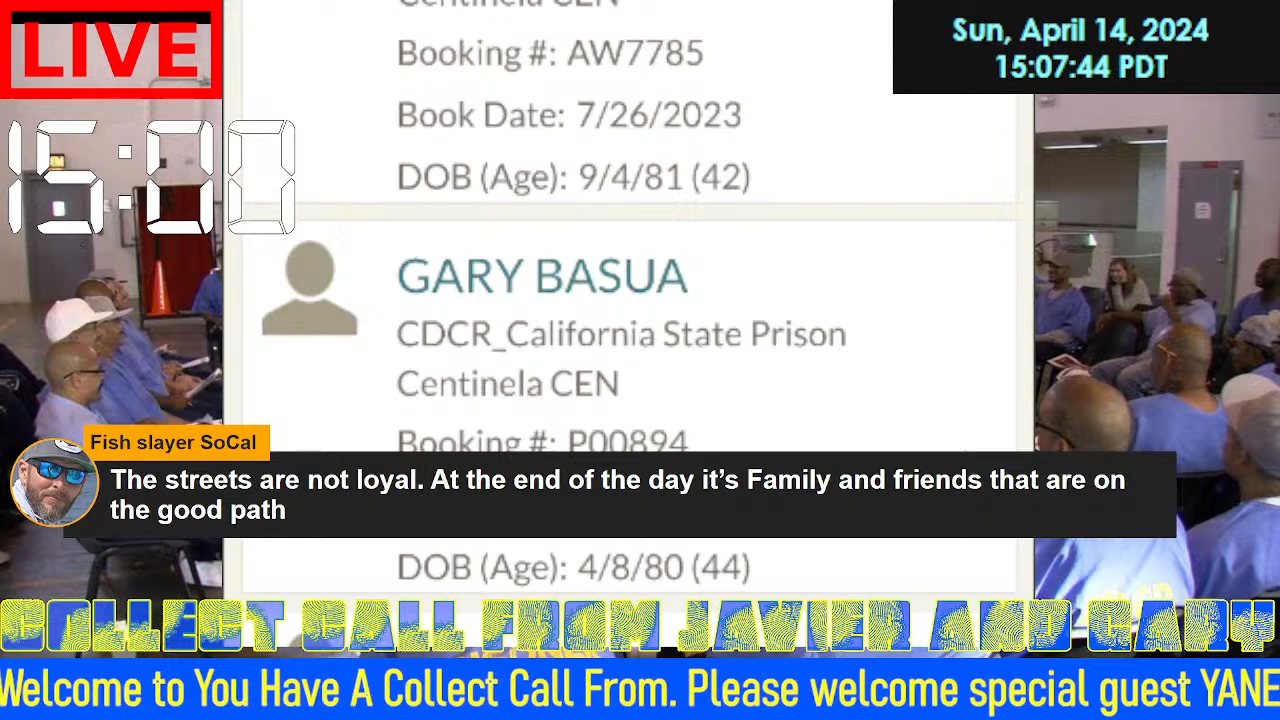 Centinela CEN
LIVE
Sun, April 14, 2024
15:07:44 PDT
Booking #: AW7785
Book Date: 7/26/2023
15:00
DOB (Age): 9/4/81 (42)
GARY BASUA
CDCR_California State Prison
Centinela CEN
Booking #: P00894
Fish slayer SoCal
The streets are not loyal. At the end of the day it’s Family and friends that are on
the good path
DOB (Age): 4/8/80 (44)
COLLECT CALL FROM JAVIER AND GARY
Welcome to You Have A Collect Call From. Please welcome special guest YANE